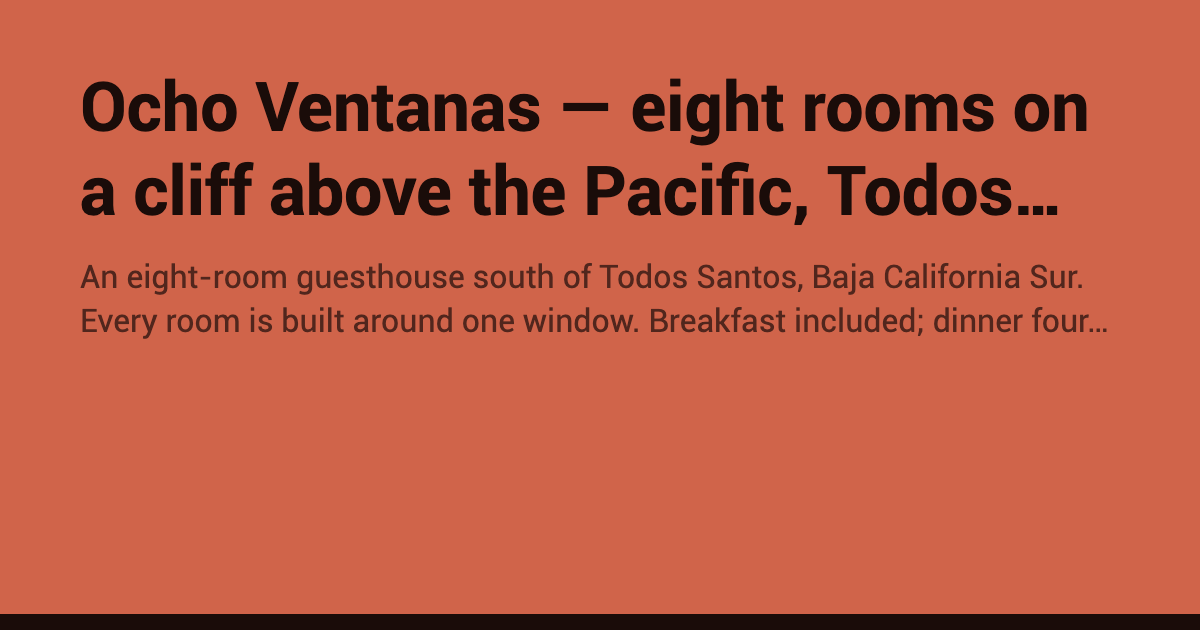 Ocho Ventanas — eight rooms on
a cliff above the Pacific, Todos…
An eight-room guesthouse south of Todos Santos, Baja California Sur.
Every room is built around one window. Breakfast included; dinner four…